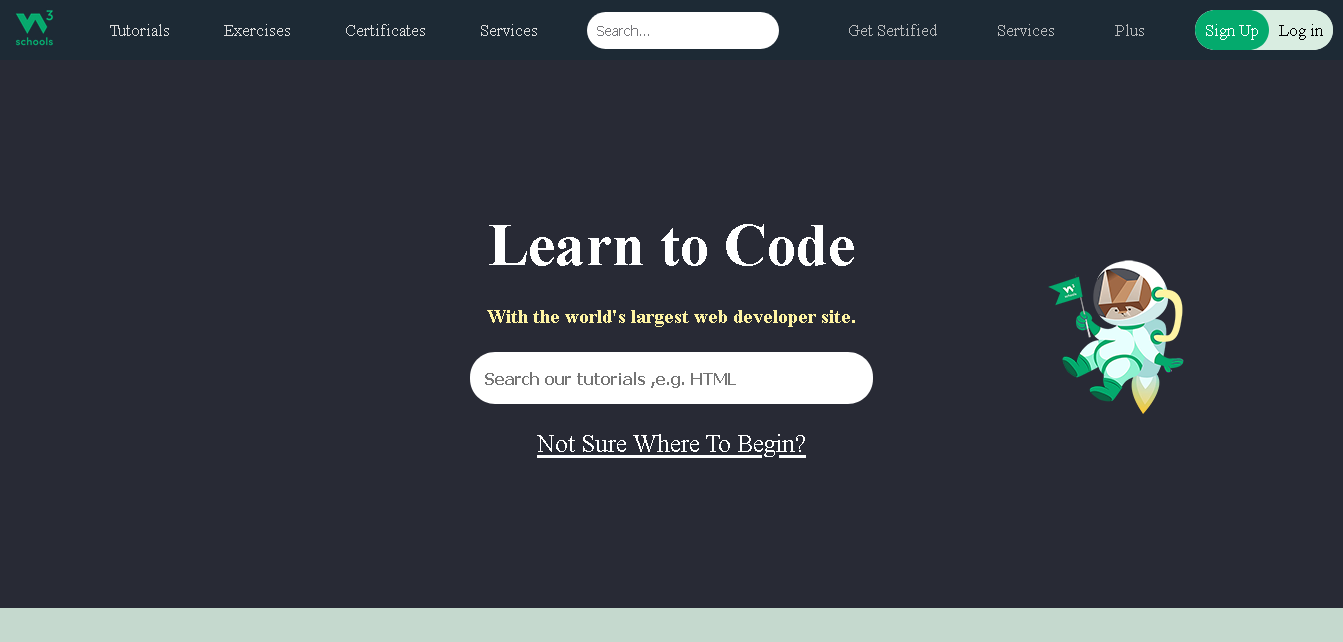 W3 schools
Tutorials Exercises Certificates Services Search... Get Sertified Services Plus Sign Up Log in
Learn to Code
With the world's largest web developer site.
Search our tutorials ,e.g. HTML
Not Sure Where To Begin?